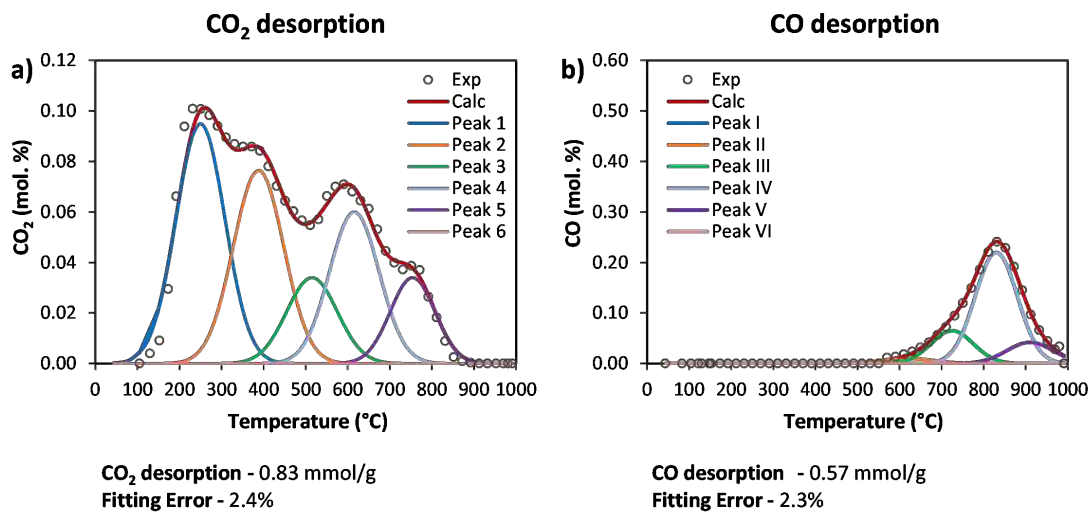 CO₂ desorption
a)
0.12
0.10
0.08
0.06
0.04
0.02
0.00
CO₂ (mol. %)
Exp
Calc
Peak 1
Peak 2
Peak 3
Peak 4
Peak 5
Peak 6
0 100 200 300 400 500 600 700 800 900 1000
Temperature (°C)
CO₂ desorption - 0.83 mmol/g
Fitting Error - 2.4%
CO desorption
b)
0.60
0.50
0.40
0.30
0.20
0.10
0.00
CO (mol. %)
Exp
Calc
Peak I
Peak II
Peak III
Peak IV
Peak V
Peak VI
0 100 200 300 400 500 600 700 800 900 1000
Temperature (°C)
CO desorption - 0.57 mmol/g
Fitting Error - 2.3%